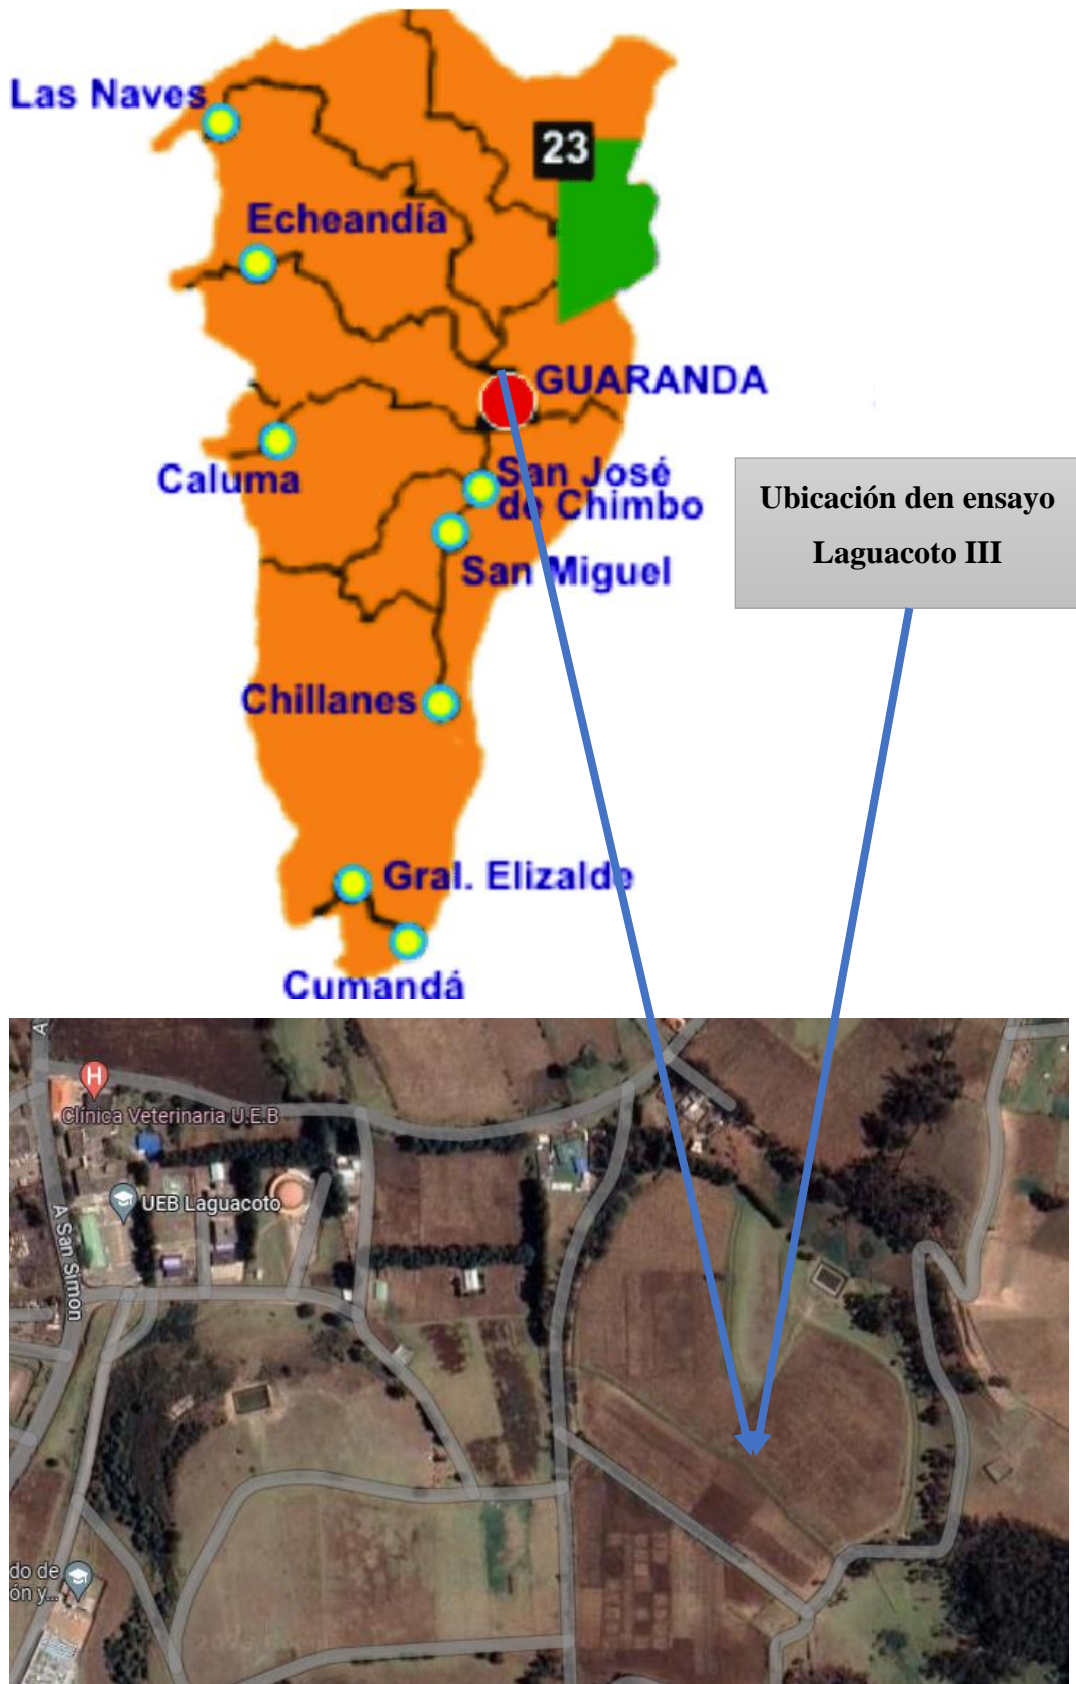 Las Naves
23
Echeandía
GUARANDA
Caluma
San José
de Chimbo
San Miguel
Ubicación den ensayo
Laguacoto III
Chillanes
Gral. Elizalde
Cumandá
A
H
Clínica Veterinaria U.E.B
UEB Laguacoto
A San Simón
do de
ón y...